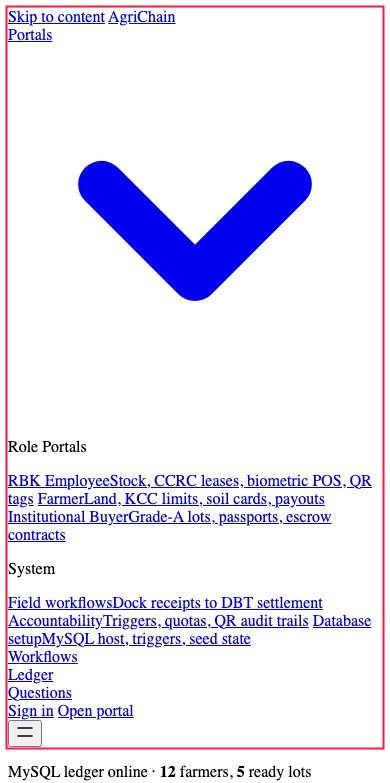 Skip to content AgriChain
Portals
Role Portals
RBK EmployeeStock, CCRC leases, biometric POS, QR
tags FarmerLand, KCC limits, soil cards, payouts
Institutional BuyerGrade-A lots, passports, escrow
contracts
System
Field workflowsDock receipts to DBT settlement
AccountabilityTriggers, quotas, QR audit trails Database
setupMySQL host, triggers, seed state
Workflows
Ledger
Questions
Sign in Open portal
MySQL ledger online · 12 farmers, 5 ready lots